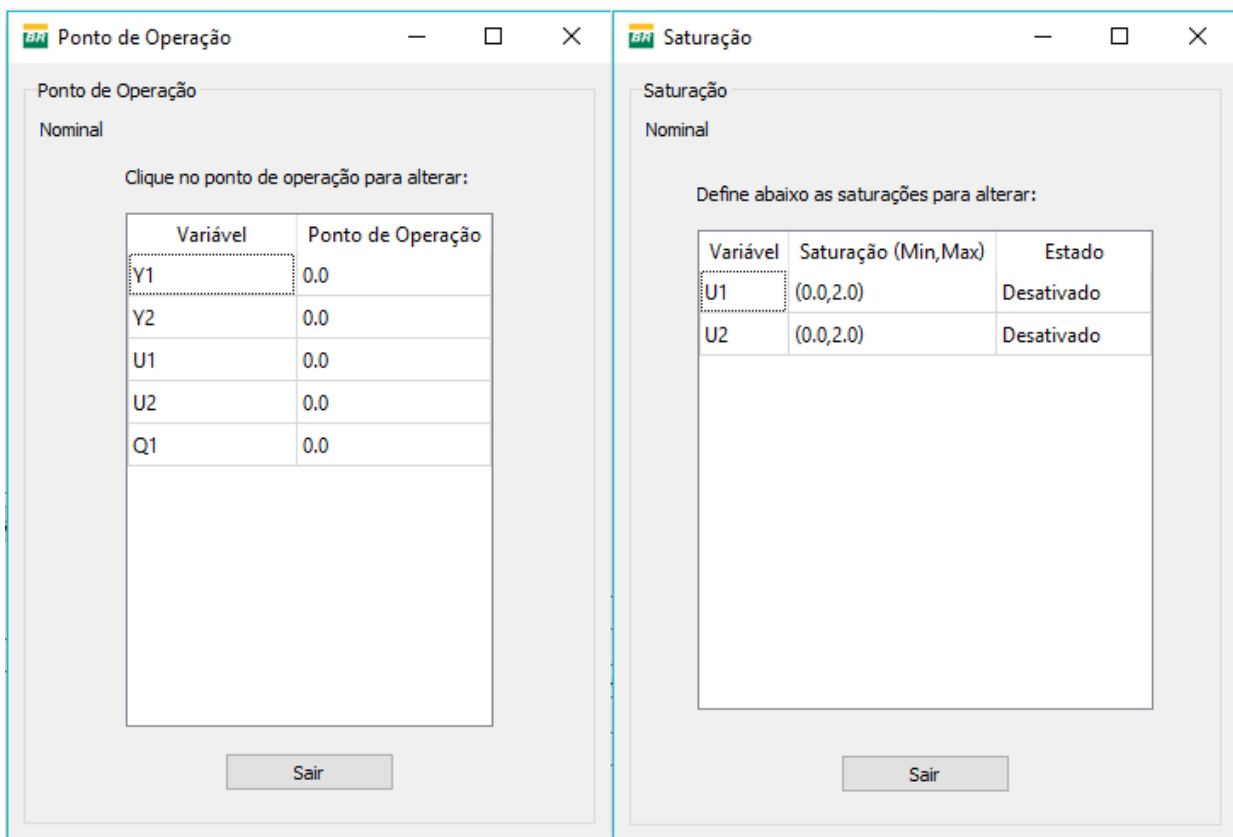 BR Ponto de Operação
Ponto de Operação
Nominal
Clique no ponto de operação para alterar:
Variável Ponto de Operação
Y1 0.0
Y2 0.0
U1 0.0
U2 0.0
Q1 0.0
Sair
BR Saturação
Saturação
Nominal
Define abaixo as saturações para alterar:
Variável Saturação (Min,Max) Estado
U1 (0.0,2.0) Desativado
U2 (0.0,2.0) Desativado
Sair